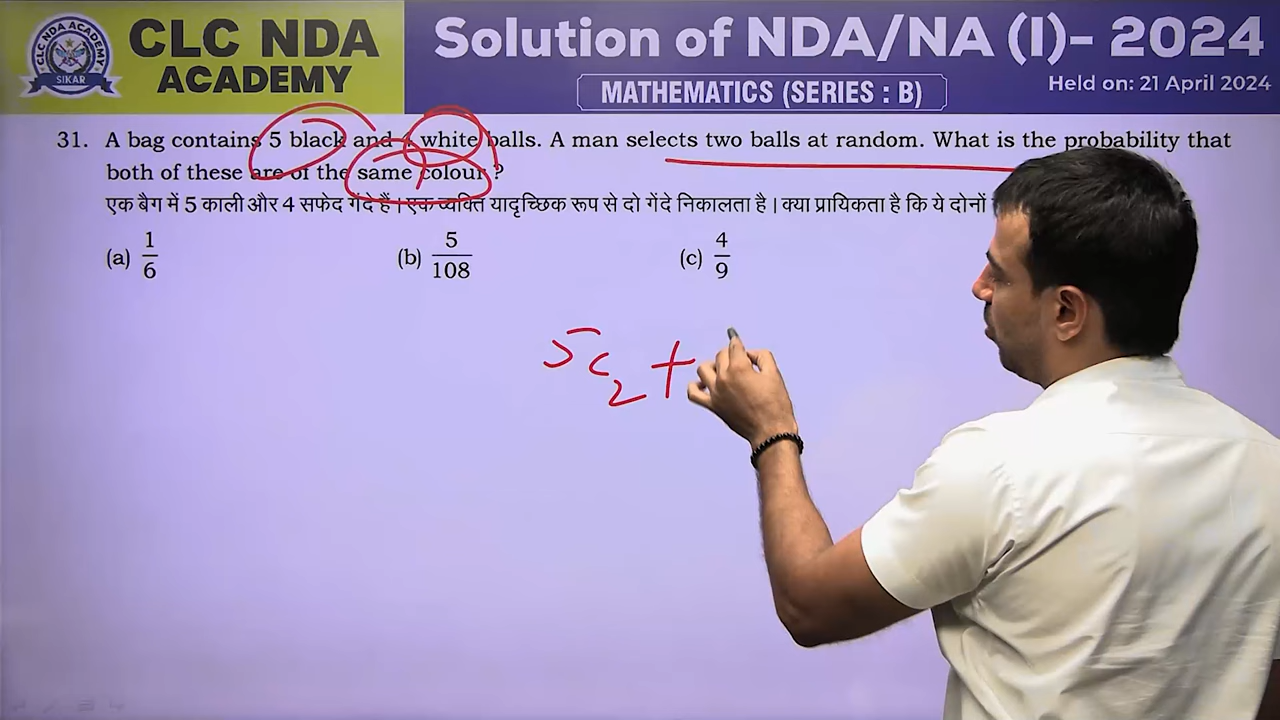 CLC NDA ACADEMY
SIKAR
CLC NDA
ACADEMY
Solution of NDA/NA (I)- 2024
MATHEMATICS (SERIES : B)
Held on: 21 April 2024
31. A bag contains 5 black and 4 white balls. A man selects two balls at random. What is the probability that
both of these are of the same colour ?
एक बैग में 5 काली और 4 सफेद गेंदे हैं। एक व्यक्ति यादृच्छिक रूप से दो गेंदे निकालता है। क्या प्रायिकता है कि ये दोनों
(a) 1/6 (b) 5/108 (c) 4/9
5c2 +